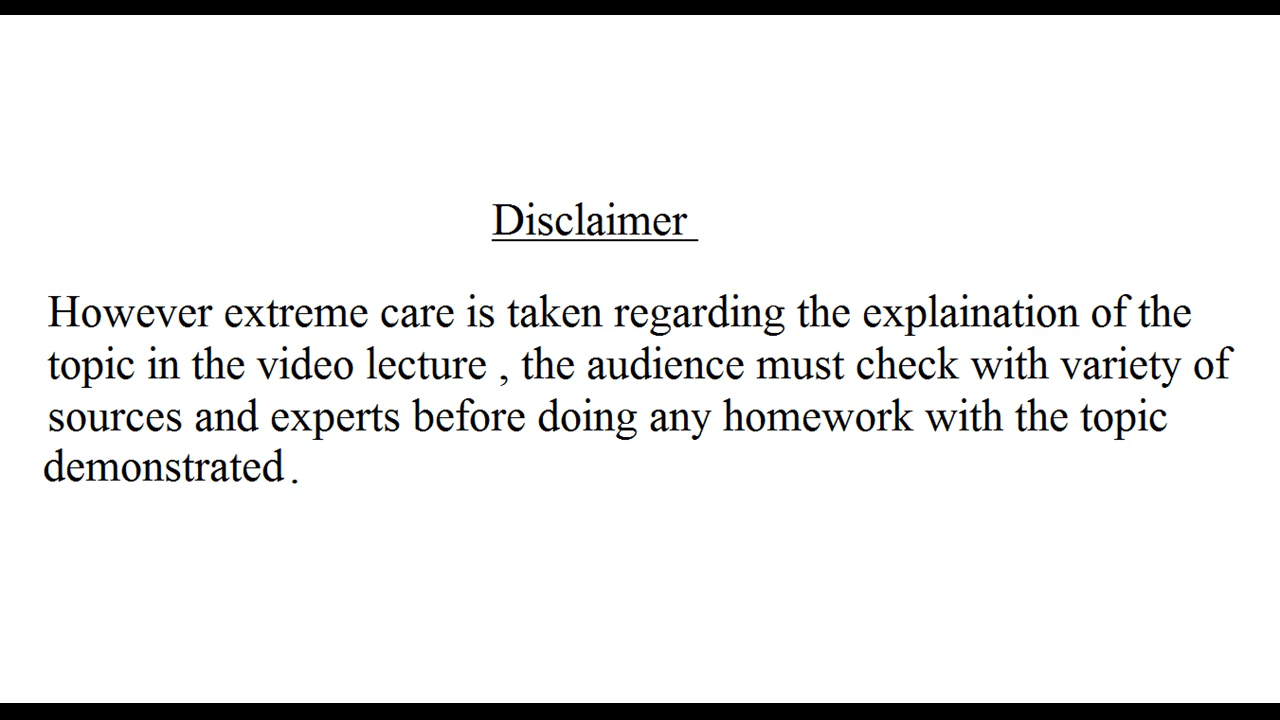 Disclaimer
However extreme care is taken regarding the explaination of the
topic in the video lecture , the audience must check with variety of
sources and experts before doing any homework with the topic
demonstrated .